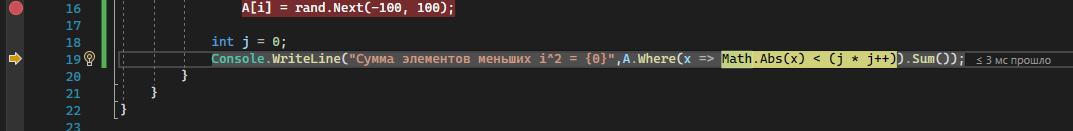 16 A[i] = rand.Next(-100, 100);
17
18 int j = 0;
19 Console.WriteLine("Сумма элементов меньших i^2 = {0}",A.Where(x => Math.Abs(x) < (j * j++)).Sum()); ≤ 3 мс прошло
20 }
21 }
22 }
23